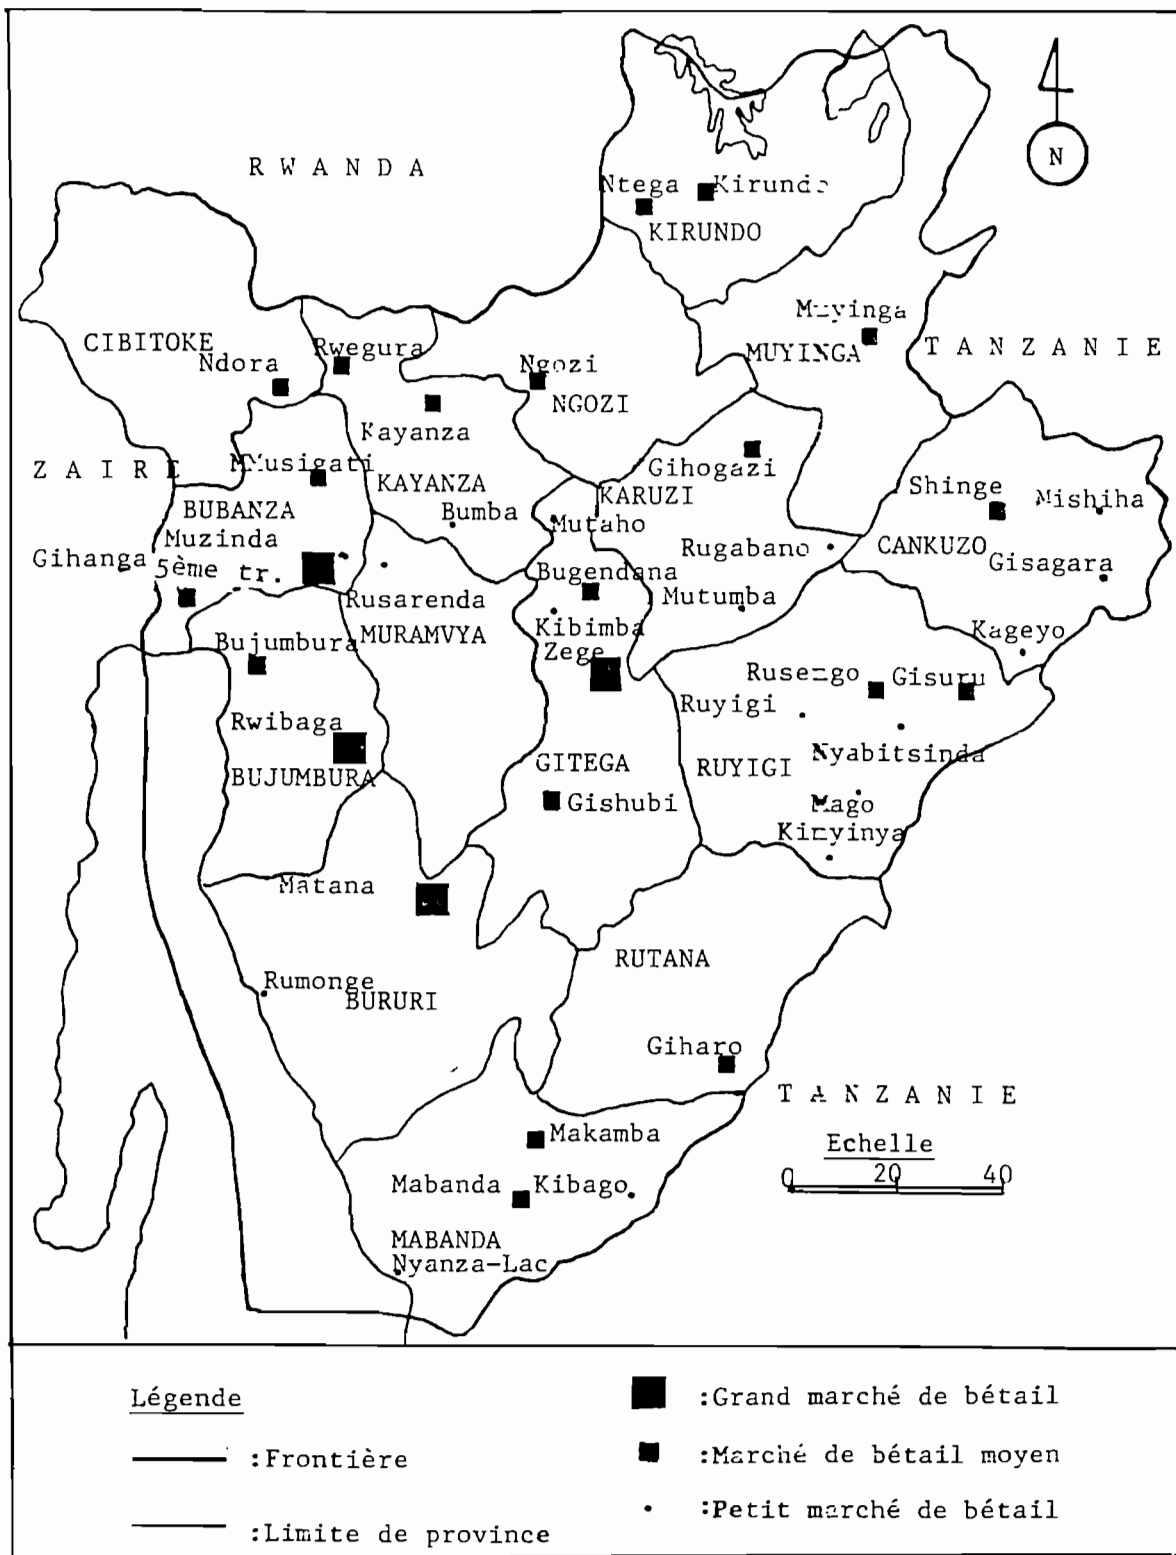 RWANDA
Ntega
Kirundo
KIRUNDO
N
CIBITOKE
Ndora
Rwegura
Ngozi
NGOZI
Muyinga
MUYINGA
TANZANIE
Kayanza
ZAIRE
Musigati
KAYANZA
Gihogazi
KARUZI
Shinge
Mishiha
BUBANZA
Bumba
Mutaho
Muzinda
Rugabano
CANKUZO
Gihanga
5ème tr.
Bugendana
Gisagara
Rusarenda
Mutumba
MURAMVYA
Kibimba
Kageyo
Bujumbura
Zege
Rusengo
Gisuru
Ruyigi
Rwibaga
Nyabitsinda
BUJUMBURA
GITEGA
RUYIGI
Gishubi
Mago
Kinyinya
Matana
RUTANA
Rumonge
BURURI
Giharo
TANZANIE
Makamba
Echelle
0 20 40
Mabanda
Kibago
MABANDA
Nyanza-Lac
Légende
:Frontière
:Limite de province
:Grand marché de bétail
:Marché de bétail moyen
:Petit marché de bétail